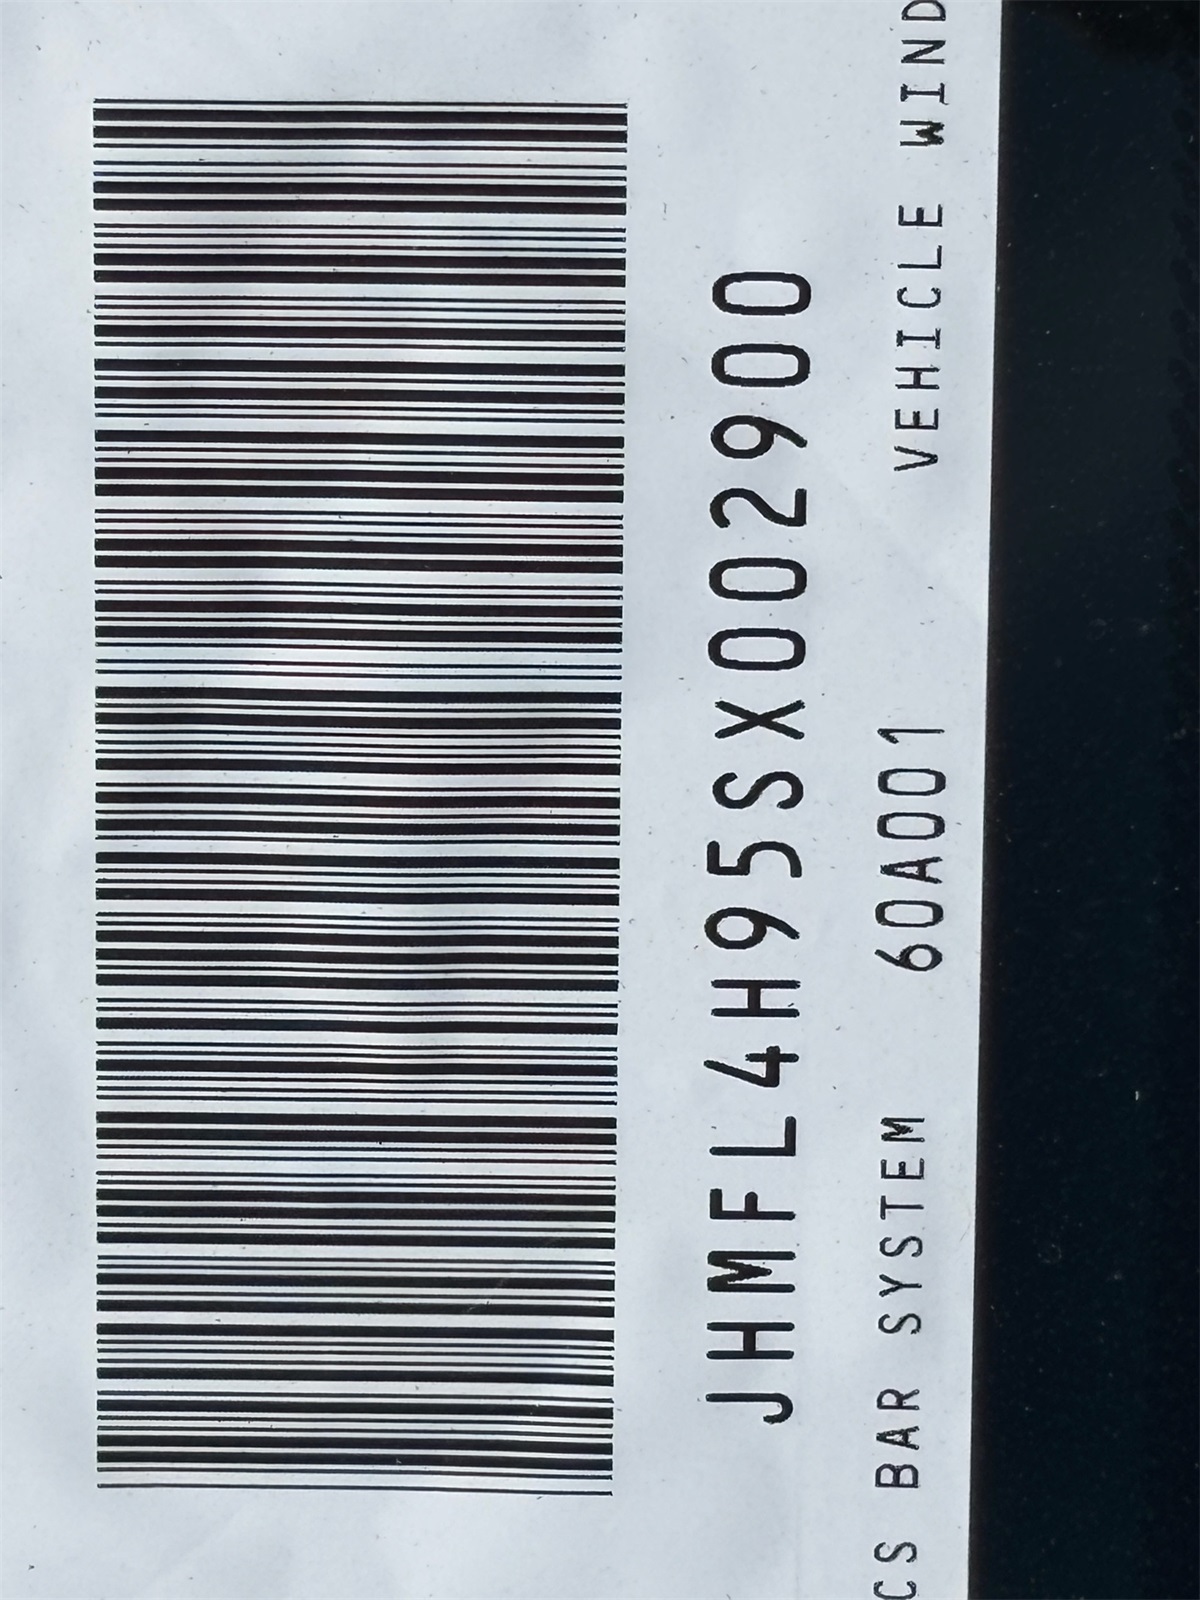 JHMFL4H95SX002900
CS BAR SYSTEM 60A001 VEHICLE WIND